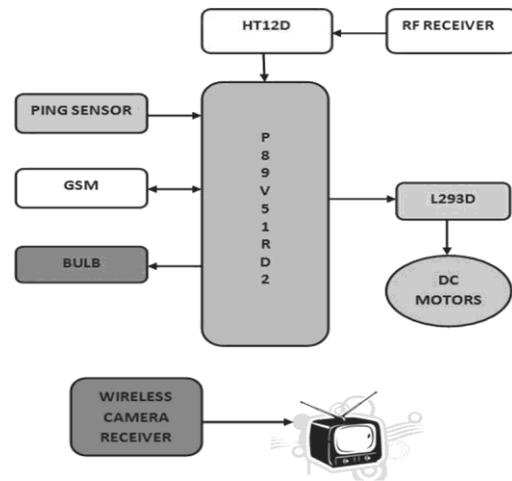 HT12D
RF RECEIVER
PING SENSOR
GSM
BULB
P
8
9
V
5
1
R
D
2
L293D
DC
MOTORS
WIRELESS
CAMERA
RECEIVER